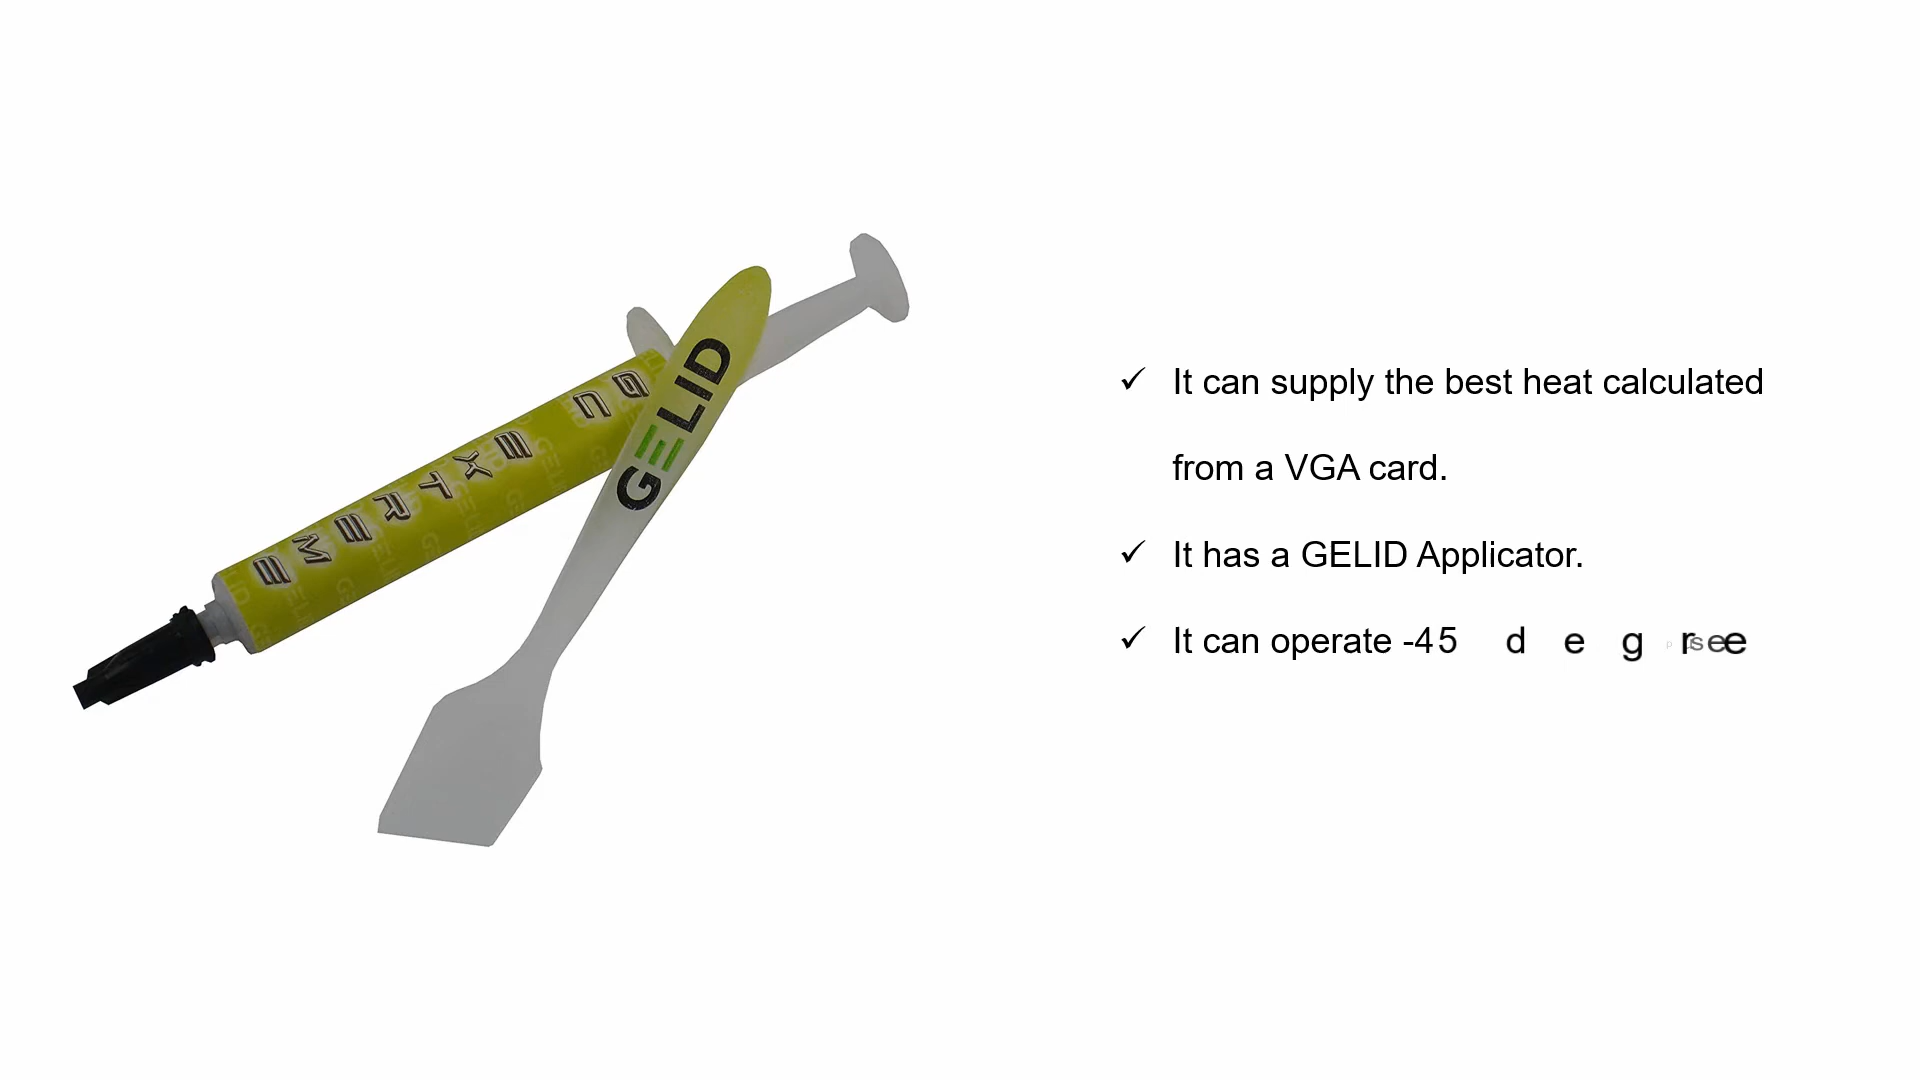 GC EXTREME
GELID
It can supply the best heat calculated
from a VGA card.
It has a GELID Applicator.
It can operate -45 degree